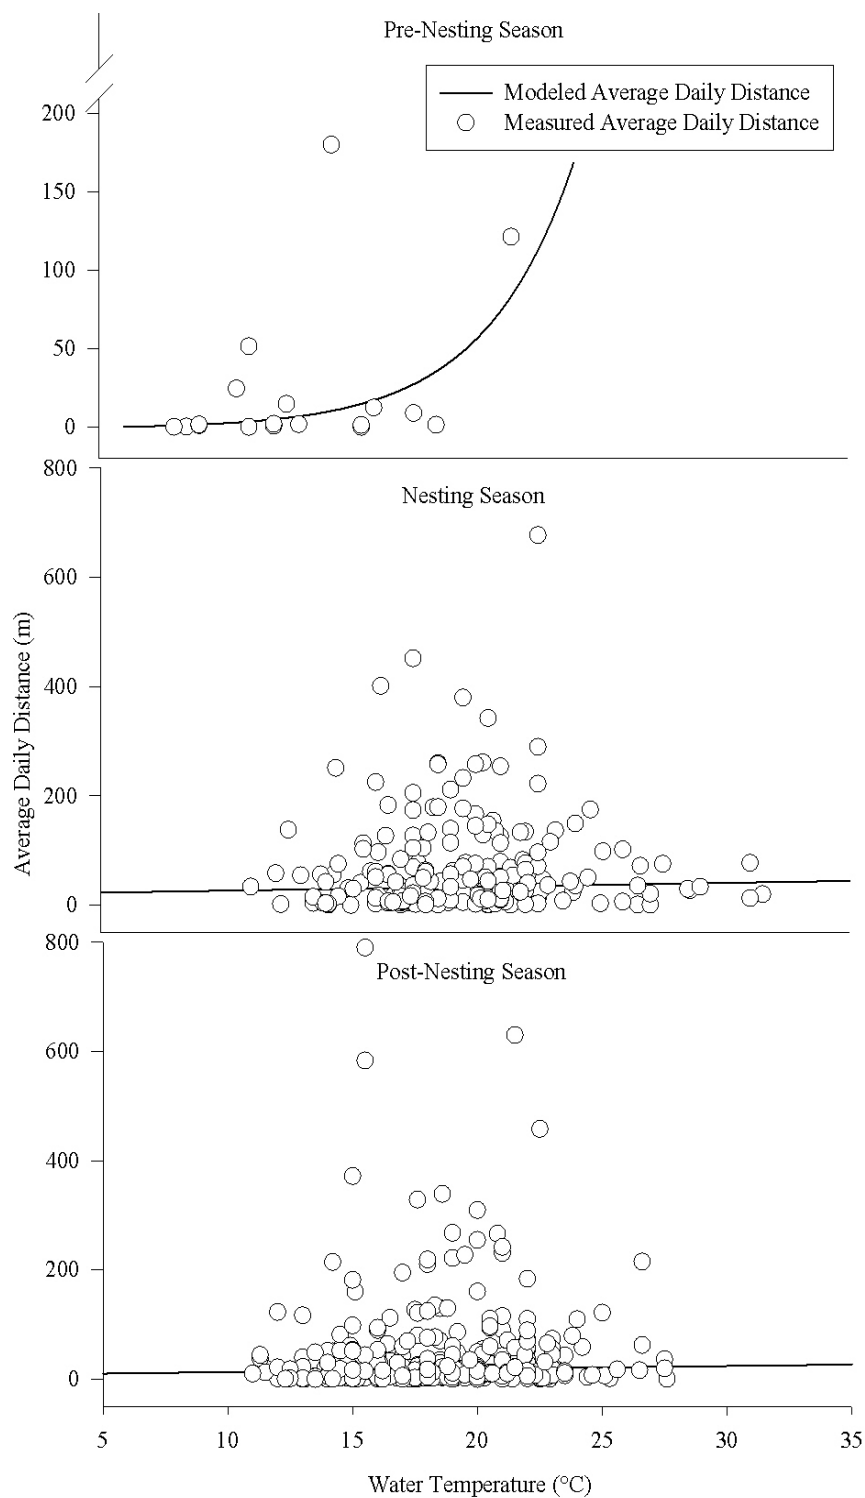 Pre-Nesting Season
Modeled Average Daily Distance
Measured Average Daily Distance
200
150
100
50
0
800
Nesting Season
600
400
200
0
Average Daily Distance (m)
800
Post-Nesting Season
600
400
200
0
5 10 15 20 25 30 35
Water Temperature (°C)